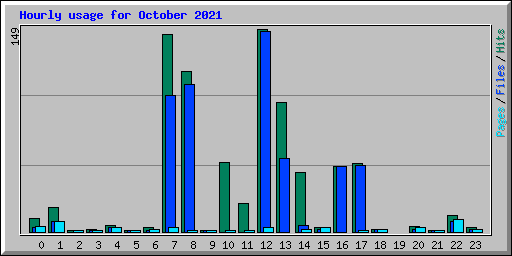 Hourly usage for October 2021
149
Pages / Files / Hits
0 1 2 3 4 5 6 7 8 9 10 11 12 13 14 15 16 17 18 19 20 21 22 23